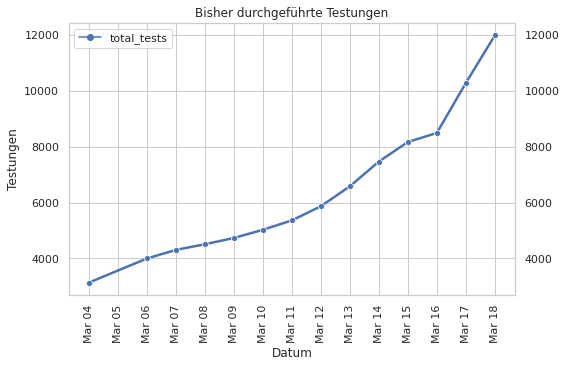 Bisher durchgeführte Testungen
total_tests
12000
10000
8000
6000
4000
Testungen
12000
10000
8000
6000
4000
Mar 04
Mar 05
Mar 06
Mar 07
Mar 08
Mar 09
Mar 10
Mar 11
Mar 12
Mar 13
Mar 14
Mar 15
Mar 16
Mar 17
Mar 18
Datum